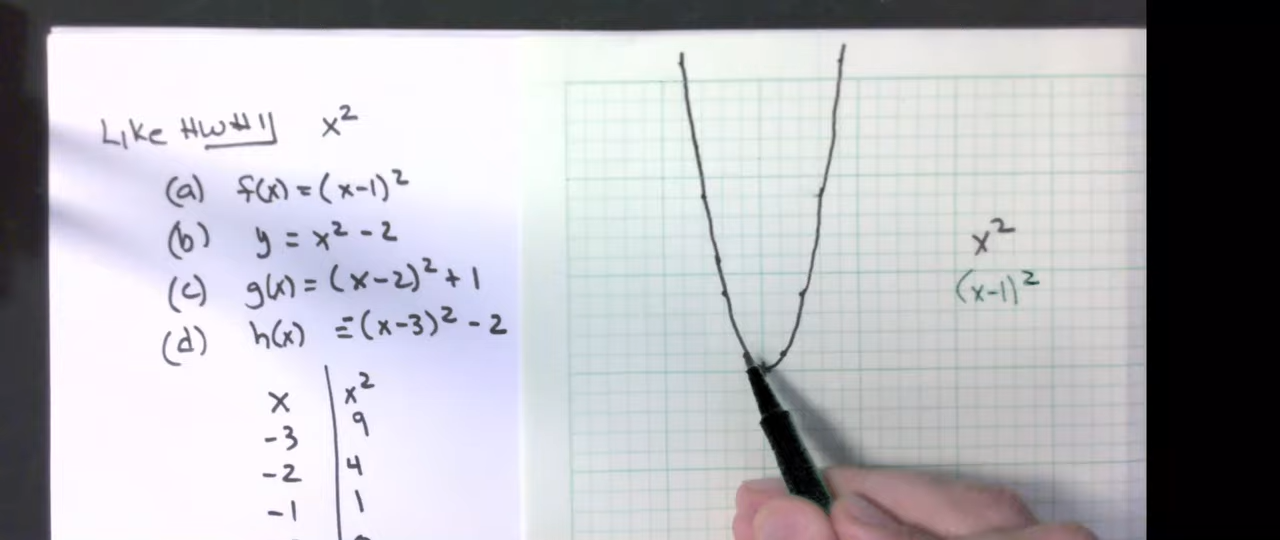 Like HW#1 x²
(a) f(x) = (x-1)²
(b) y = x² - 2
(c) g(x) = (x-2)² + 1
(d) h(x) = (x-3)² - 2
x | x²
-3 | 9
-2 | 4
-1 | 1
x²
(x-1)²